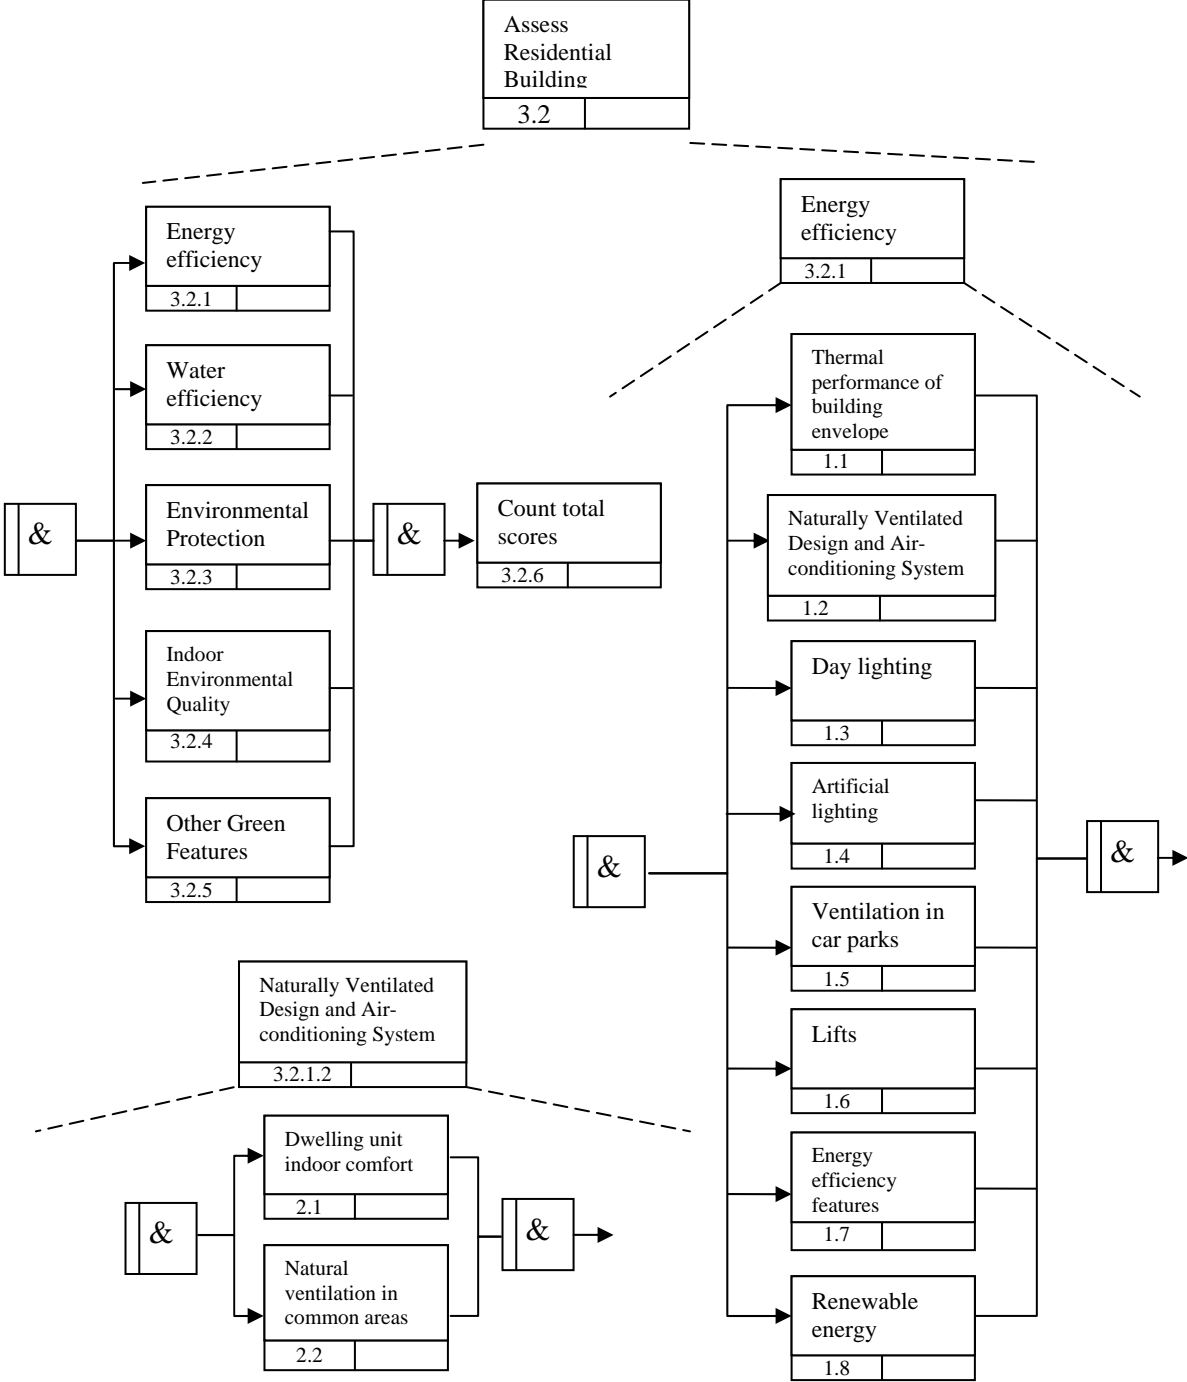 Assess
Residential
Building
3.2
Energy
efficiency
3.2.1
Water
efficiency
3.2.2
&
Environmental
Protection
3.2.3
&
Count total
scores
3.2.6
Indoor
Environmental
Quality
3.2.4
Other Green
Features
3.2.5
Energy
efficiency
3.2.1
Thermal
performance of
building
envelope
1.1
Naturally Ventilated
Design and Air-
conditioning System
1.2
Day lighting
1.3
Artificial
lighting
1.4
&
&
Ventilation in
car parks
1.5
Lifts
1.6
Energy
efficiency
features
1.7
Renewable
energy
1.8
Naturally Ventilated
Design and Air-
conditioning System
3.2.1.2
Dwelling unit
indoor comfort
2.1
&
&
Natural
ventilation in
common areas
2.2